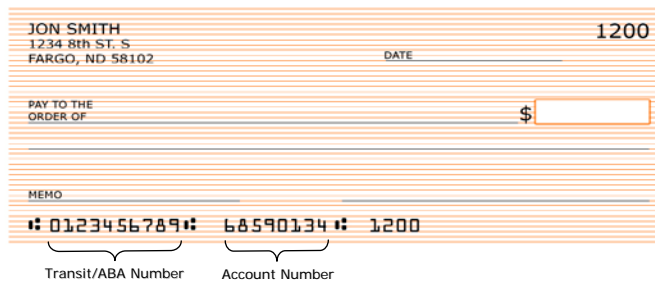 JON SMITH
1200
1234 8th ST. S
FARGO, ND 58102
DATE
PAY TO THE
ORDER OF
$
MEMO
⑆ 0123456789⑆ 68590134 ⑆ 1200
Transit/ABA Number Account Number